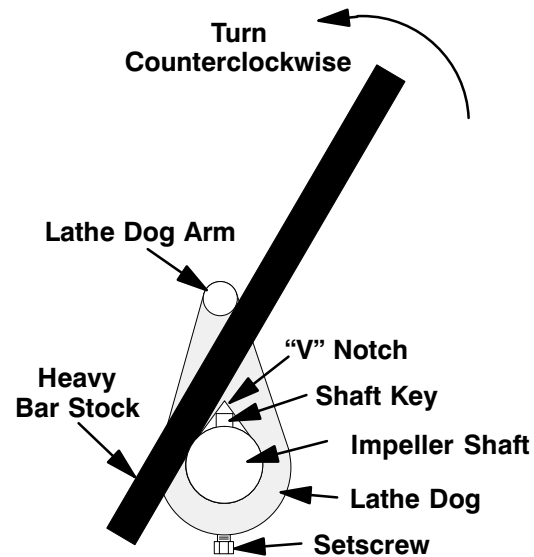 Turn
Counterclockwise
Lathe Dog Arm
“V” Notch
Heavy
Bar Stock
Shaft Key
Impeller Shaft
Lathe Dog
Setscrew